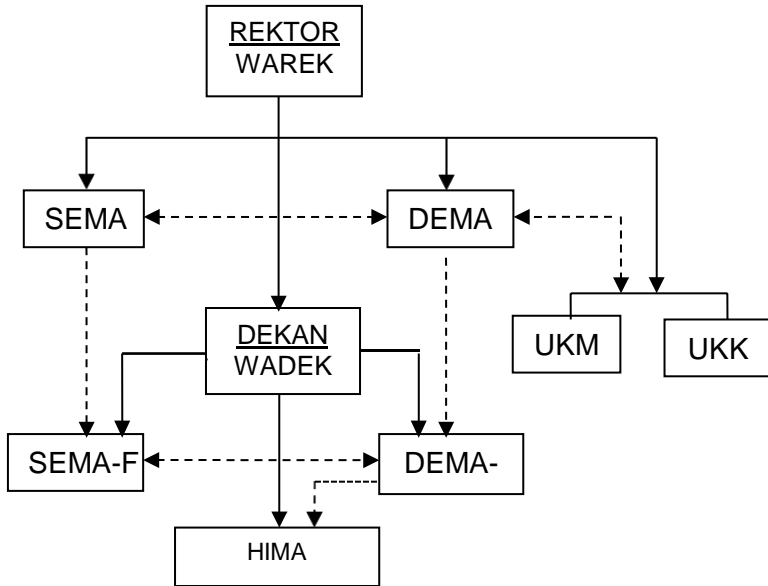 REKTOR
WAREK
SEMA
DEMA
DEKAN
WADEK
UKM
UKK
SEMA-F
DEMA-
HIMA